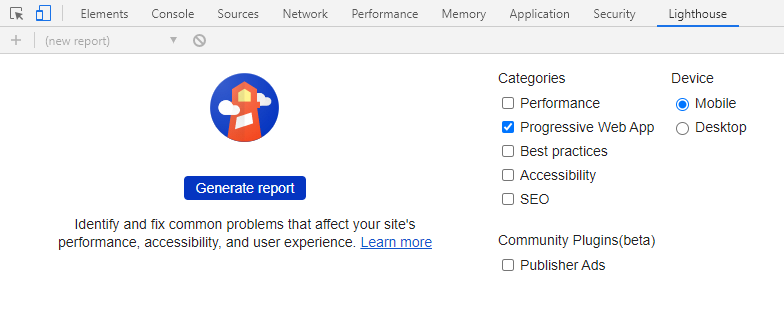 Elements Console Sources Network Performance Memory Application Security Lighthouse
(new report)
Categories Device
Performance Mobile
Progressive Web App Desktop
Best practices
Accessibility
SEO
Generate report
Identify and fix common problems that affect your site's
performance, accessibility, and user experience. Learn more
Community Plugins(beta)
Publisher Ads